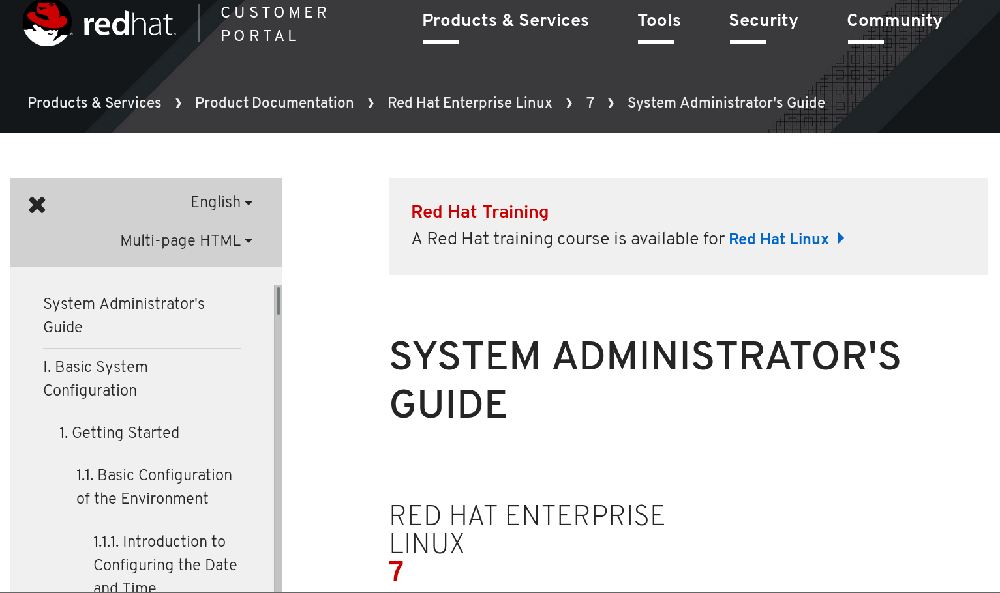 redhat.
CUSTOMER
PORTAL
Products & Services
Tools
Security
Community
Products & Services ❯ Product Documentation ❯ Red Hat Enterprise Linux ❯ 7 ❯ System Administrator's Guide
English
Multi-page HTML
System Administrator's
Guide
I. Basic System
Configuration
1. Getting Started
1.1. Basic Configuration
of the Environment
1.1.1. Introduction to
Configuring the Date
and Time
Red Hat Training
A Red Hat training course is available for Red Hat Linux
SYSTEM ADMINISTRATOR'S
GUIDE
RED HAT ENTERPRISE
LINUX
7